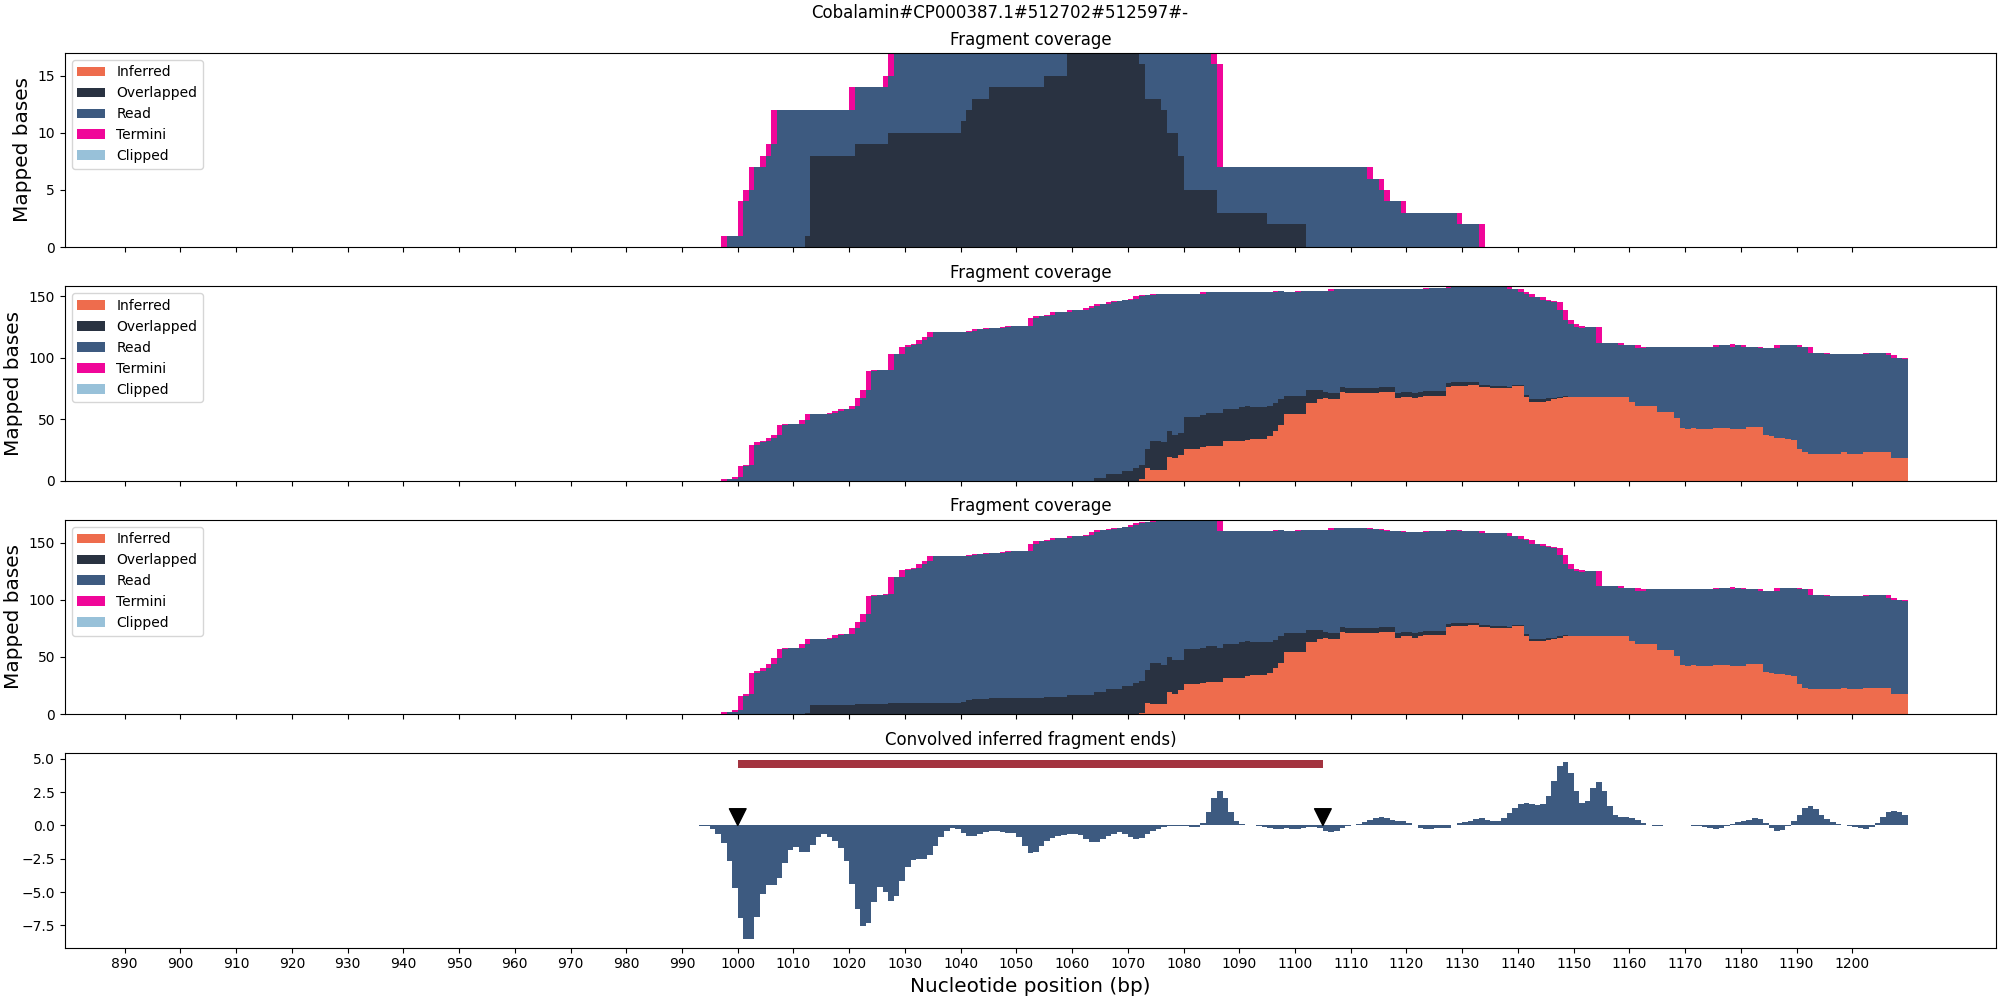 Cobalamin#CP000387.1#512702#512597#-
Fragment coverage
Mapped bases
15
10
5
0
Inferred
Overlapped
Read
Termini
Clipped
Fragment coverage
Mapped bases
150
100
50
0
Inferred
Overlapped
Read
Termini
Clipped
Fragment coverage
Mapped bases
150
100
50
0
Inferred
Overlapped
Read
Termini
Clipped
Convolved inferred fragment ends)
5.0
2.5
0.0
−2.5
−5.0
−7.5
890 900 910 920 930 940 950 960 970 980 990 1000 1010 1020 1030 1040 1050 1060 1070 1080 1090 1100 1110 1120 1130 1140 1150 1160 1170 1180 1190 1200
Nucleotide position (bp)